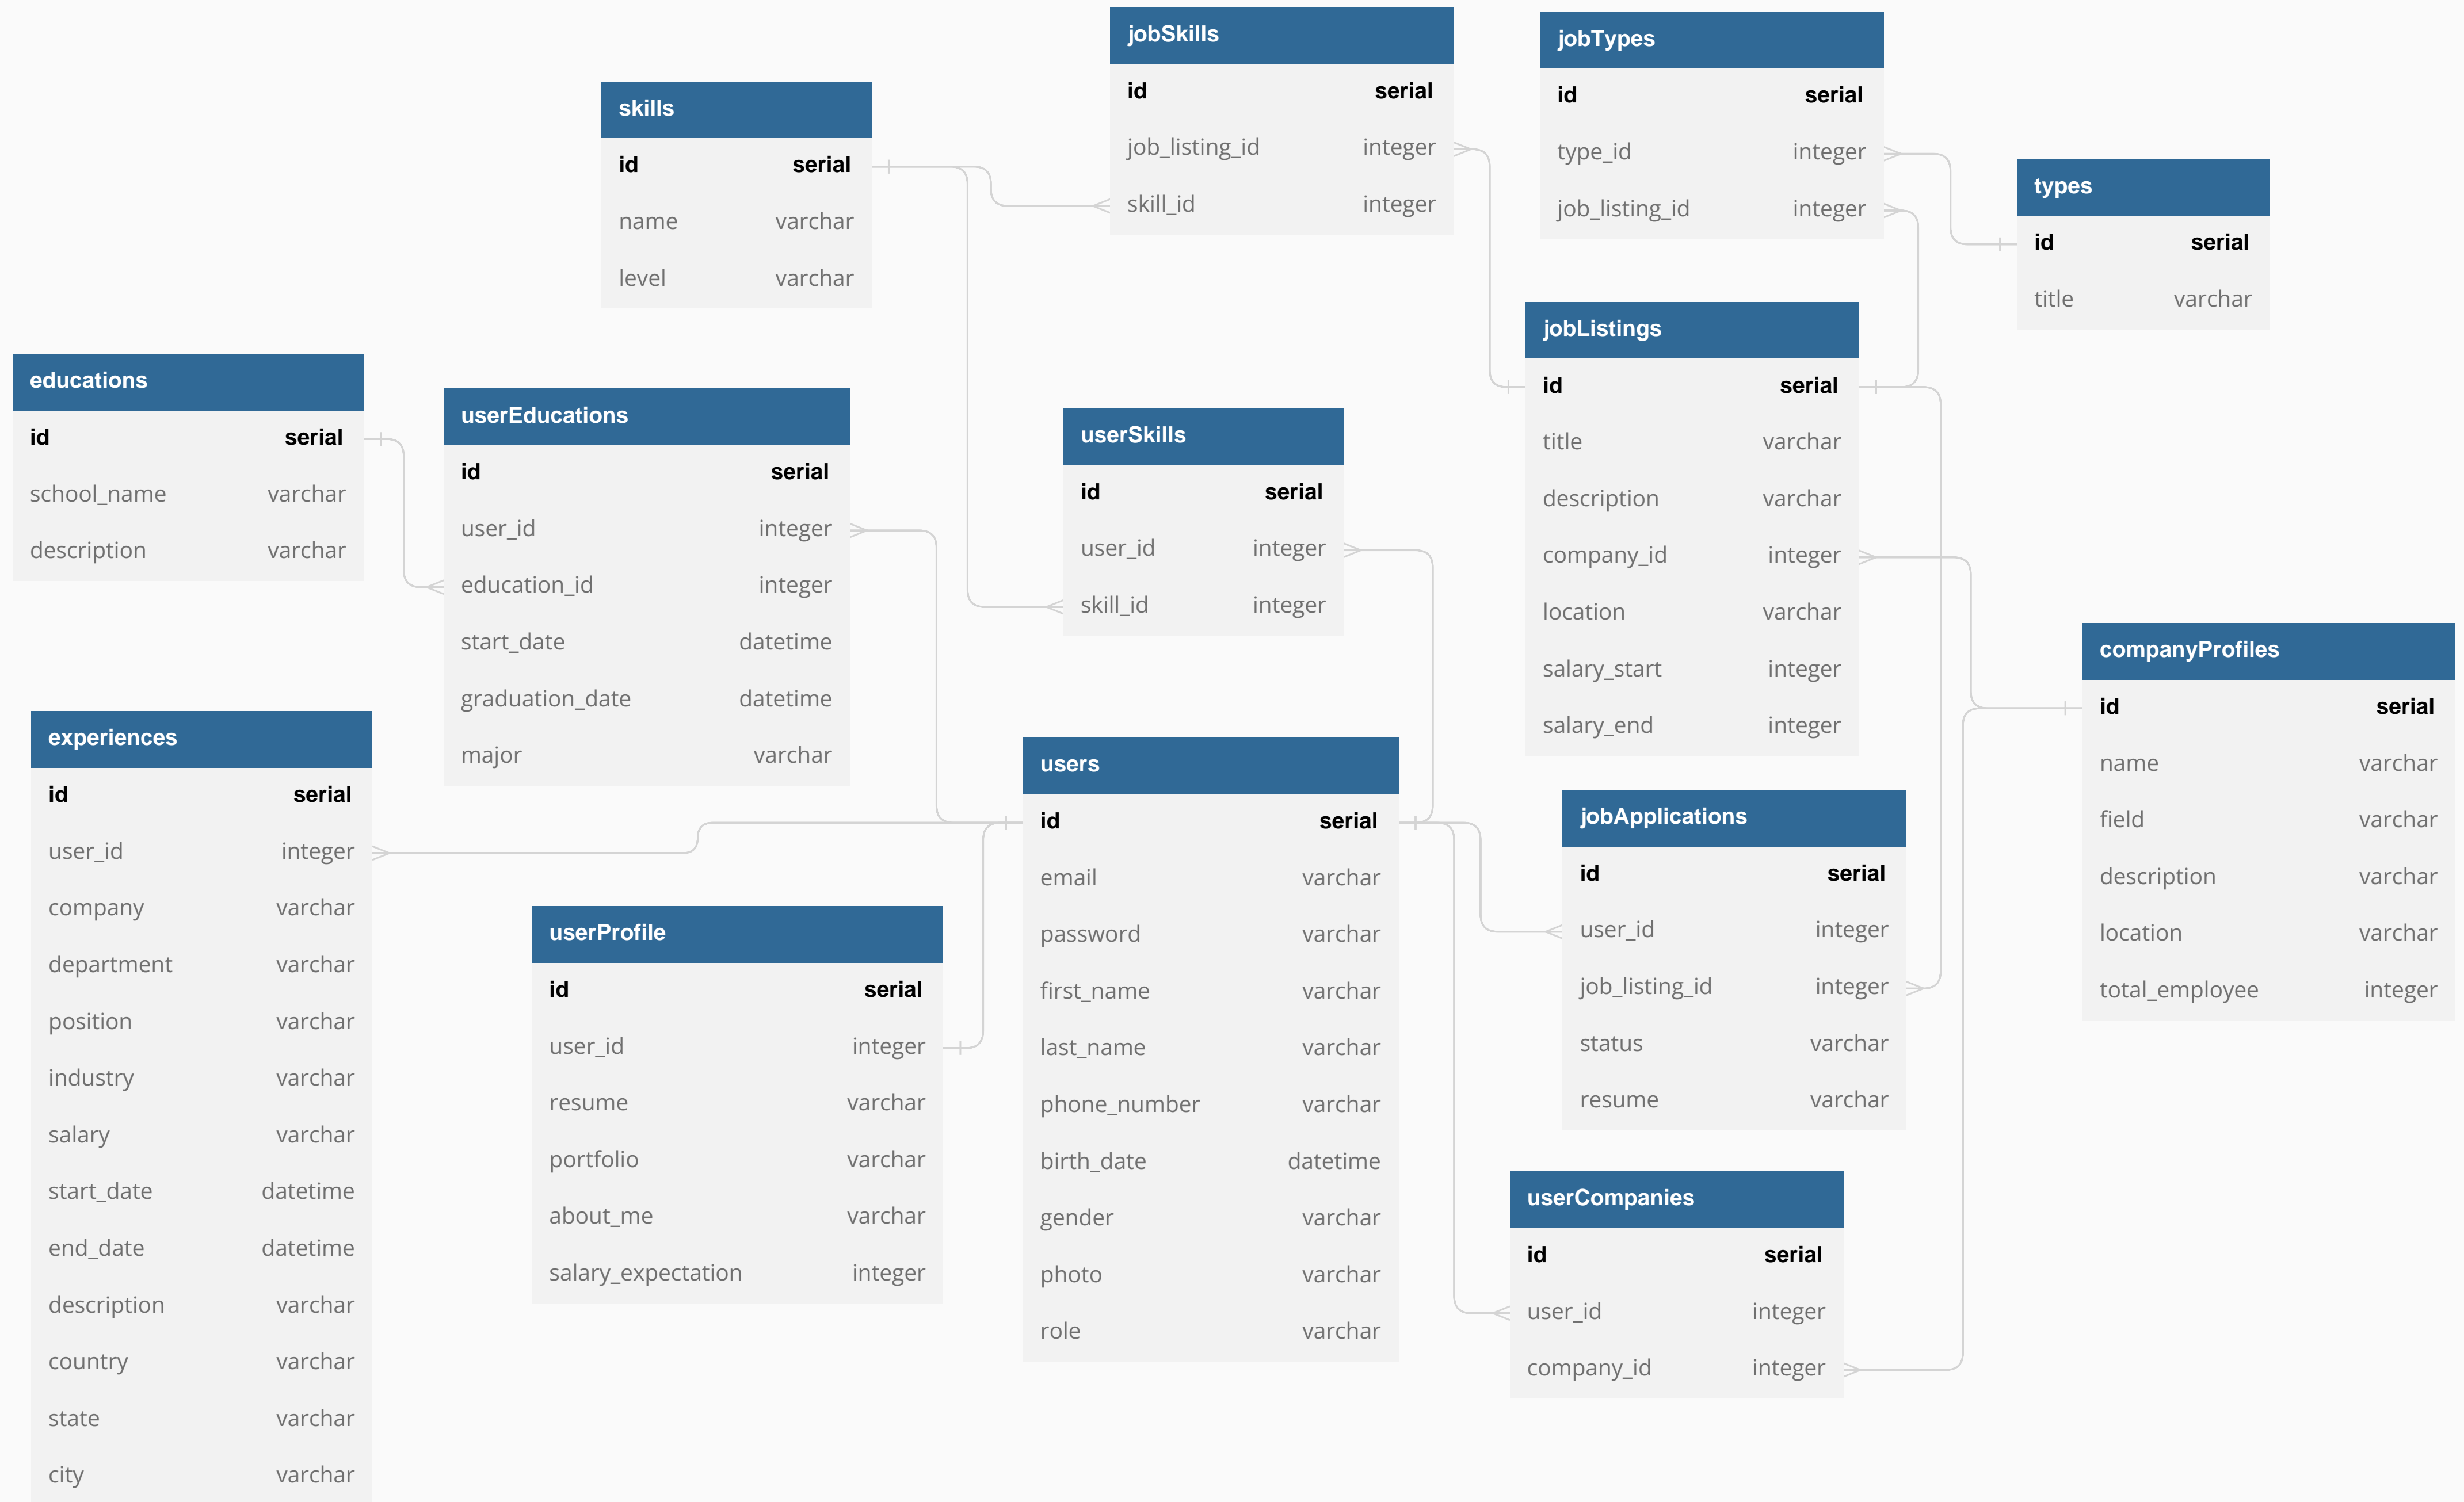 jobSkills
id serial
job_listing_id integer
skill_id integer
jobTypes
id serial
type_id integer
job_listing_id integer
skills
id serial
name varchar
level varchar
types
id serial
title varchar
jobListings
id serial
title varchar
description varchar
company_id integer
location varchar
salary_start integer
salary_end integer
educations
id serial
school_name varchar
description varchar
userEducations
id serial
user_id integer
education_id integer
start_date datetime
graduation_date datetime
major varchar
userSkills
id serial
user_id integer
skill_id integer
companyProfiles
id serial
name varchar
field varchar
description varchar
location varchar
total_employee integer
experiences
id serial
user_id integer
company varchar
department varchar
position varchar
industry varchar
salary varchar
start_date datetime
end_date datetime
description varchar
country varchar
state varchar
city varchar
users
id serial
email varchar
password varchar
first_name varchar
last_name varchar
phone_number varchar
birth_date datetime
gender varchar
photo varchar
role varchar
jobApplications
id serial
user_id integer
job_listing_id integer
status varchar
resume varchar
userProfile
id serial
user_id integer
resume varchar
portfolio varchar
about_me varchar
salary_expectation integer
userCompanies
id serial
user_id integer
company_id integer